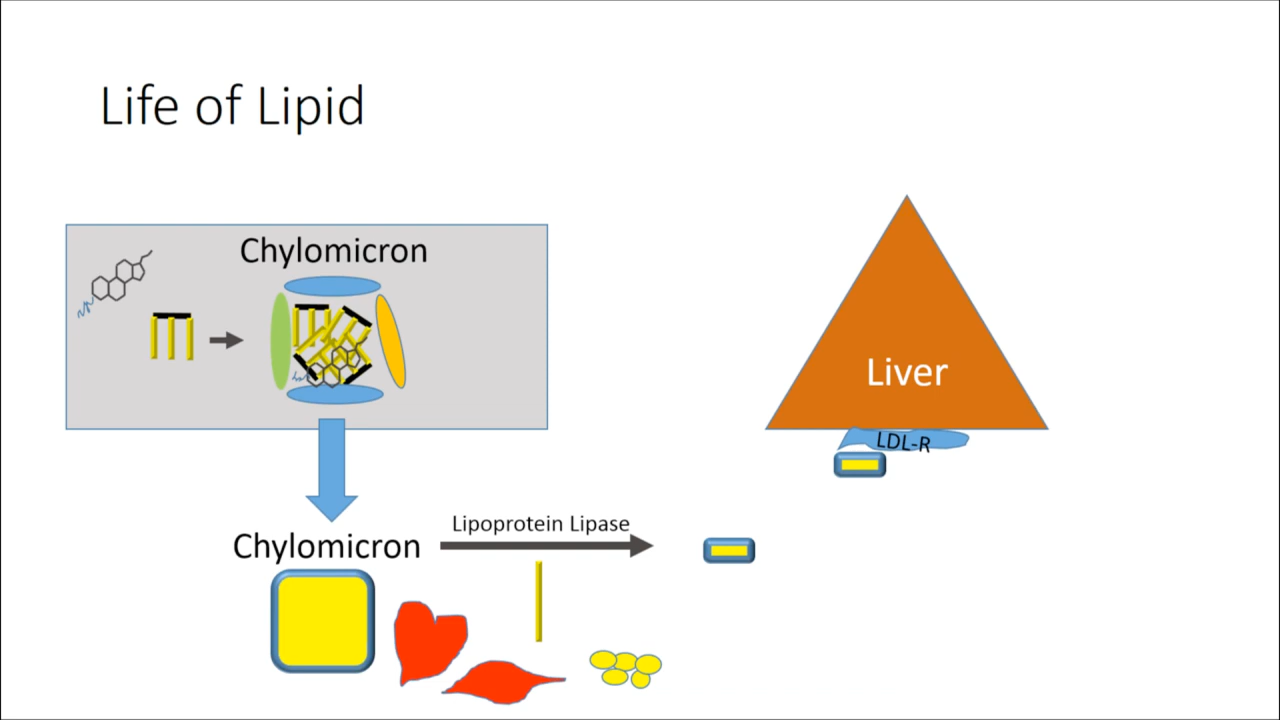 Life of Lipid
Chylomicron
Liver
LDL-R
Lipoprotein Lipase
Chylomicron